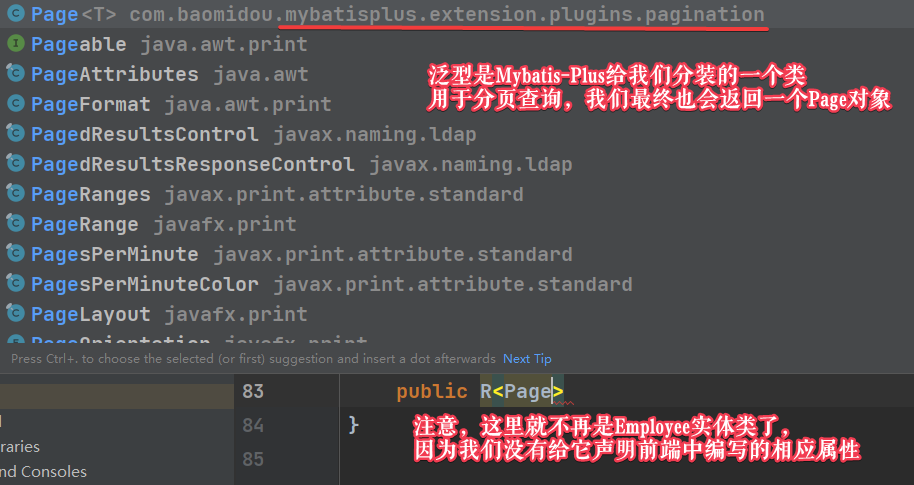 Page<T> com.baomidou.mybatisplus.extension.plugins.pagination
Pageable java.awt.print
PageAttributes java.awt
PageFormat java.awt.print
PagedResultsControl javax.naming.ldap
PagedResultsResponseControl javax.naming.ldap
PageRanges javax.print.attribute.standard
PageRange javafx.print
PagesPerMinute javax.print.attribute.standard
PagesPerMinuteColor javax.print.attribute.standard
PageLayout javafx.print
PageOrientation javafx.print
泛型是Mybatis-Plus给我们分装的一个类
用于分页查询，我们最终也会返回一个Page对象
Press Ctrl+. to choose the selected (or first) suggestion and insert a dot afterwards Next Tip
83 public R<Page>
84 }
85
注意，这里就不再是Employee实体类了，
因为我们没有给它声明前端中编写的相应属性
raries
nd Consoles